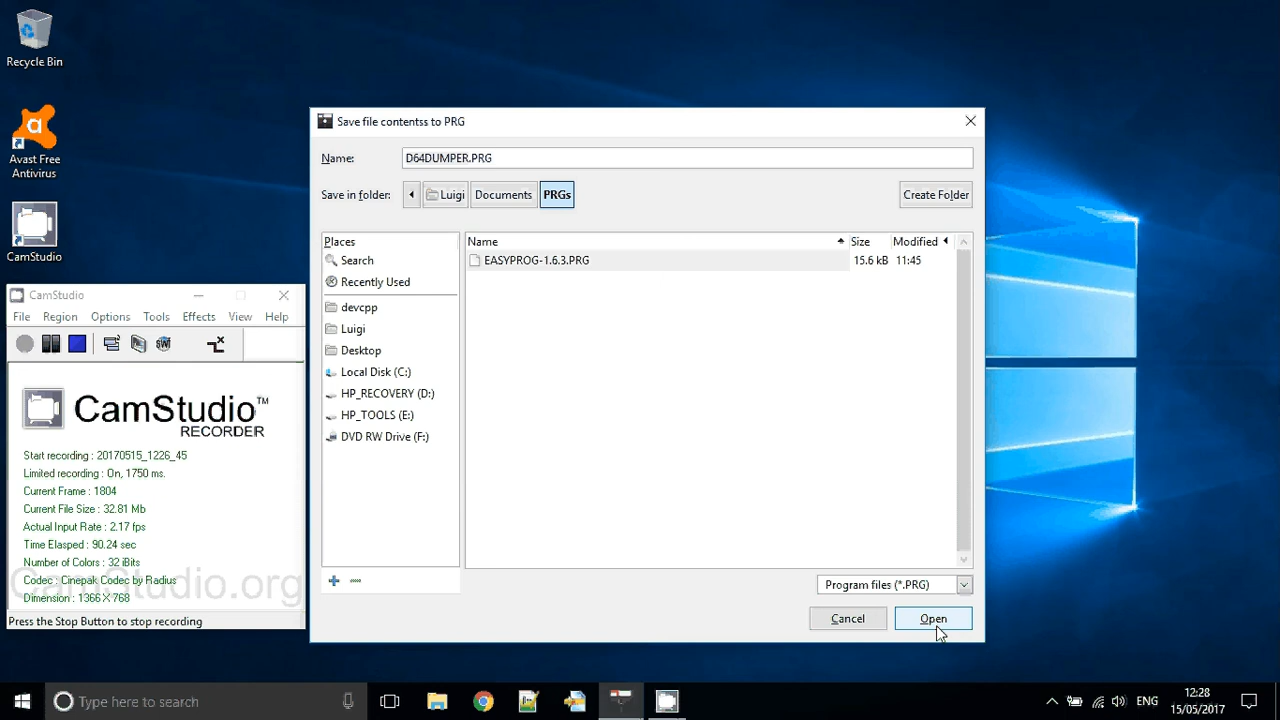 Recycle Bin
Avast Free
Antivirus
CamStudio
CamStudio
File Region Options Tools Effects View Help
CamStudio™
RECORDER
Start recording : 20170515_1226_45
Limited recording : On, 1750 ms.
Current Frame : 1804
Current File Size : 32.81 Mb
Actual Input Rate : 2.17 fps
Time Elasped : 90.24 sec
Number of Colors : 32 iBits
Codec : Cinepak Codec by Radius
Dimension : 1366 X 768
CamStudio.org
Press the Stop Button to stop recording
Save file contentss to PRG
Name: D64DUMPER.PRG
Save in folder: Luigi Documents PRGs Create Folder
Places
Search
Recently Used
devcpp
Luigi
Desktop
Local Disk (C:)
HP_RECOVERY (D:)
HP_TOOLS (E:)
DVD RW Drive (F:)
Name Size Modified
EASYPROG-1.6.3.PRG 15.6 kB 11:45
Program files (*.PRG)
Cancel Open
Type here to search
ENG
12:28
15/05/2017